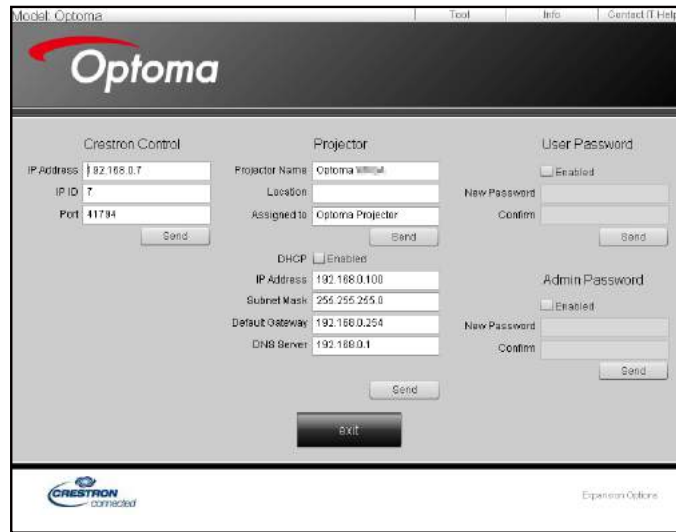 Model: Optoma
Tool
Info
Contact IT Help
Optoma
Crestron Control
IP Address 192.168.0.7
IP ID 7
Port 41794
Send
Projector
Projector Name Optoma
Location
Assigned to Optoma Projector
Send
DHCP Enabled
IP Address 192.168.0.100
Subnet Mask 255.255.255.0
Default Gateway 192.168.0.254
DNS Server 192.168.0.1
Send
User Password
Enabled
New Password
Confirm
Send
Admin Password
Enabled
New Password
Confirm
Send
exit
CRESTRON
connected
Expansion Options